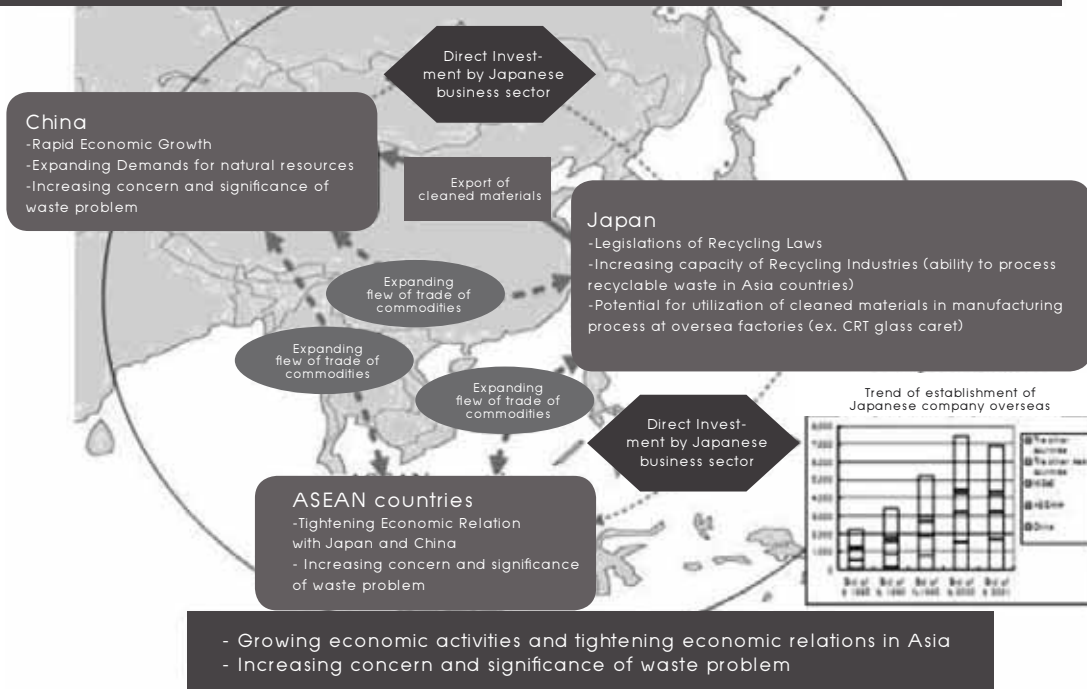 Direct Invest-
ment by Japanese
business sector
China
-Rapid Economic Growth
-Expanding Demands for natural resources
-Increasing concern and significance of
waste problem
Export of
cleaned materials
Japan
-Legislations of Recycling Laws
-Increasing capacity of Recycling Industries (ability to process
recyclable waste in Asia countries)
-Potential for utilization of cleaned materials in manufacturing
process at oversea factories (ex. CRT glass caret)
Expanding
flew of trade of
commodities
Expanding
flew of trade of
commodities
Expanding
flew of trade of
commodities
Direct Invest-
ment by Japanese
business sector
Trend of establishment of
Japanese company overseas
ASEAN countries
-Tightening Economic Relation
with Japan and China
- Increasing concern and significance
of waste problem
- Growing economic activities and tightening economic relations in Asia
- Increasing concern and significance of waste problem